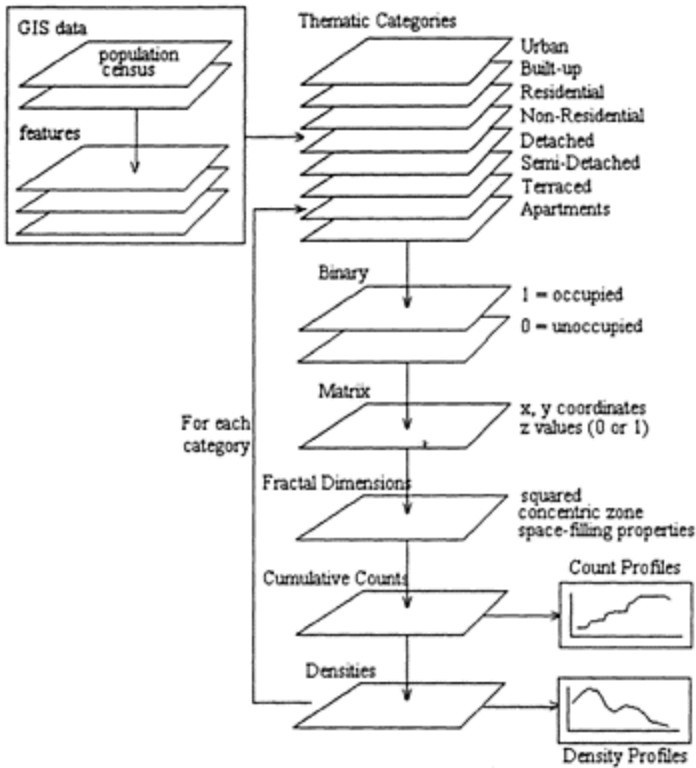 GIS data
population
census
features
Thematic Categories
Urban
Built-up
Residential
Non-Residential
Detached
Semi-Detached
Terraced
Apartments
Binary
1 = occupied
0 = unoccupied
Matrix
x, y coordinates
z values (0 or 1)
For each
category
Fractal Dimensions
squared
concentric zone
space-filling properties
Cumulative Counts
Count Profiles
Densities
Density Profiles